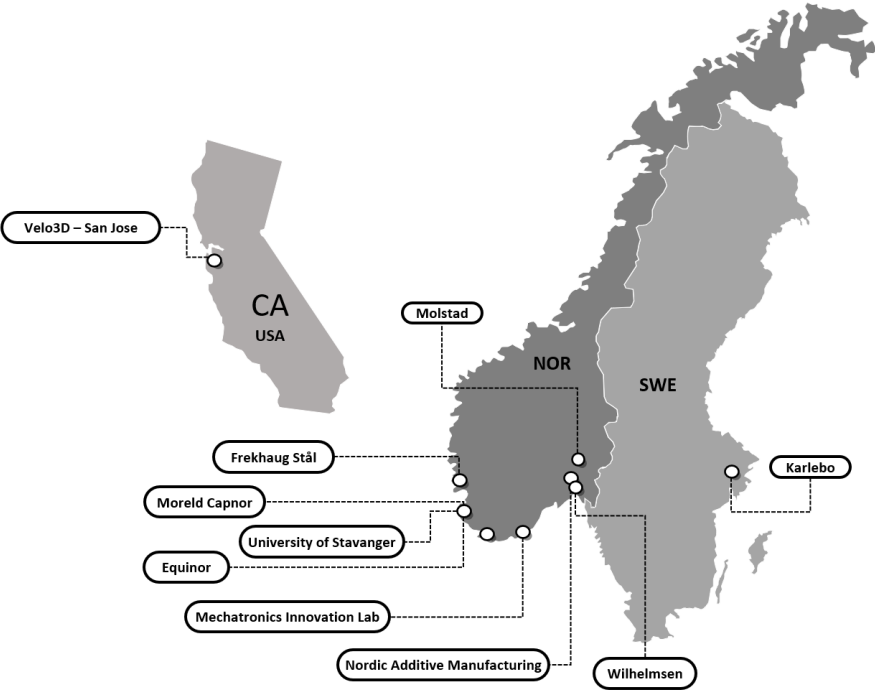 Velo3D – San Jose
CA
USA
Molstad
NOR
SWE
Frekhaug Stål
Karlebo
Moreld Capnor
University of Stavanger
Equinor
Mechatronics Innovation Lab
Nordic Additive Manufacturing
Wilhelmsen